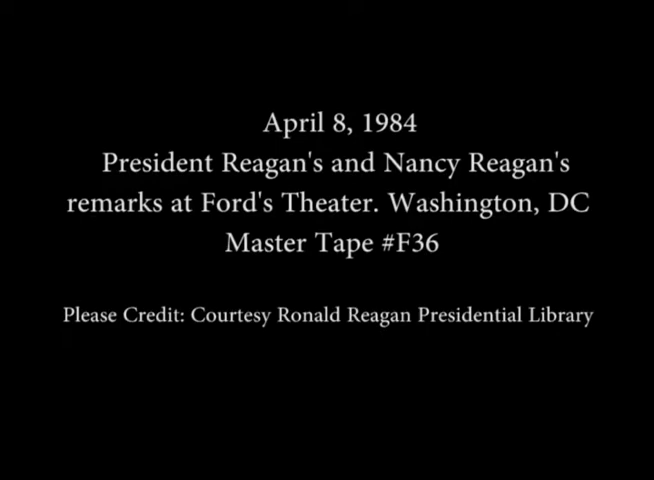 April 8, 1984
President Reagan's and Nancy Reagan's
remarks at Ford's Theater. Washington, DC
Master Tape #F36
Please Credit: Courtesy Ronald Reagan Presidential Library